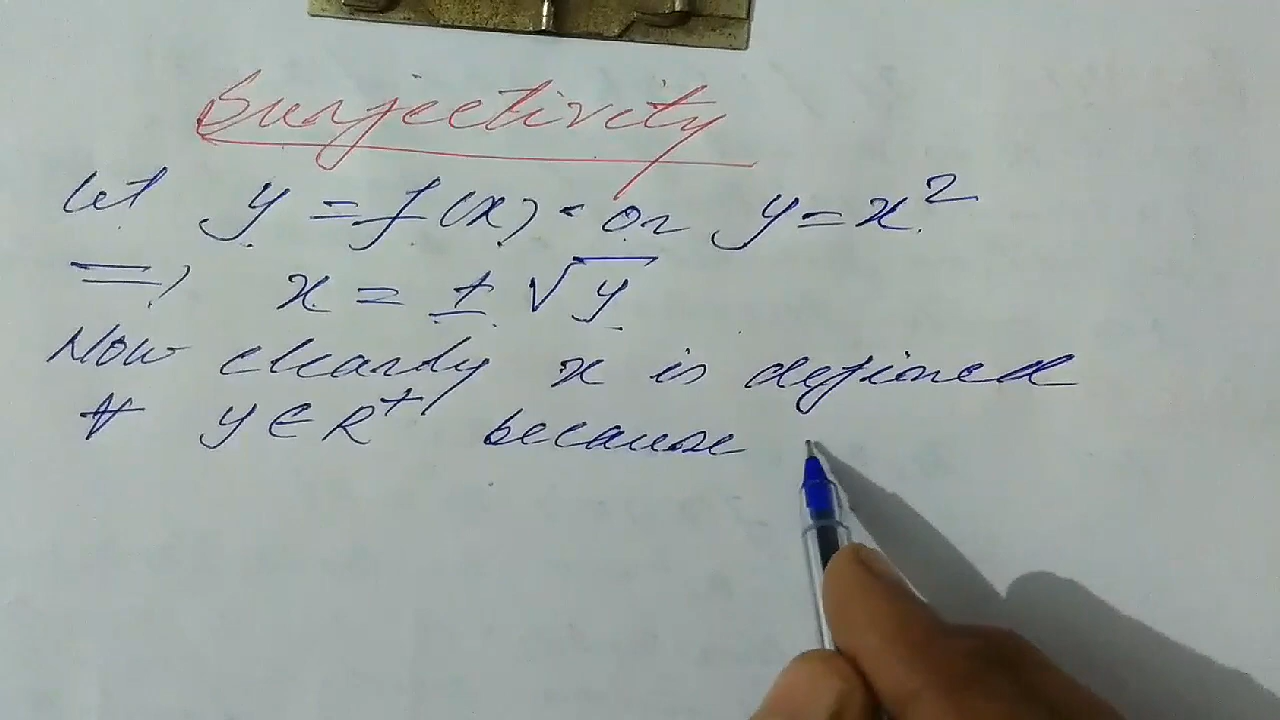 Surjectivity
Let y = f(x) . or y = x²
⇒ x = ± √y
Now clearly x is defined
∀ y ∈ R⁺ because